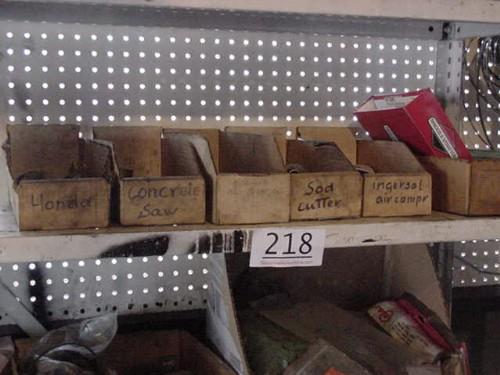 Honda
Concrete
Saw
Sod
cutter
ingersol
air compr
218